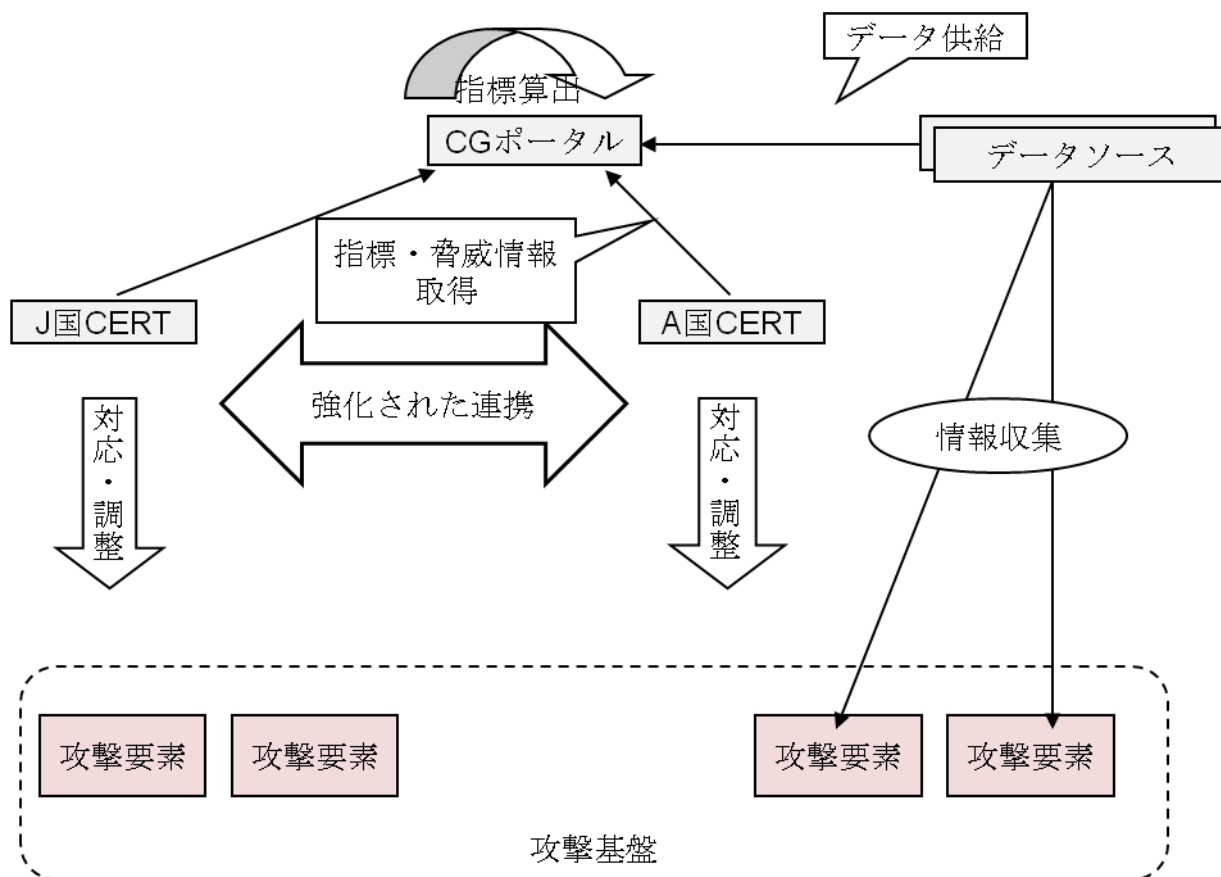 データ供給
指標算出
CGポータル
データソース
指標・脅威情報
取得
J国CERT
A国CERT
強化された連携
対応・調整
対応・調整
情報収集
攻撃要素
攻撃要素
攻撃要素
攻撃要素
攻撃基盤